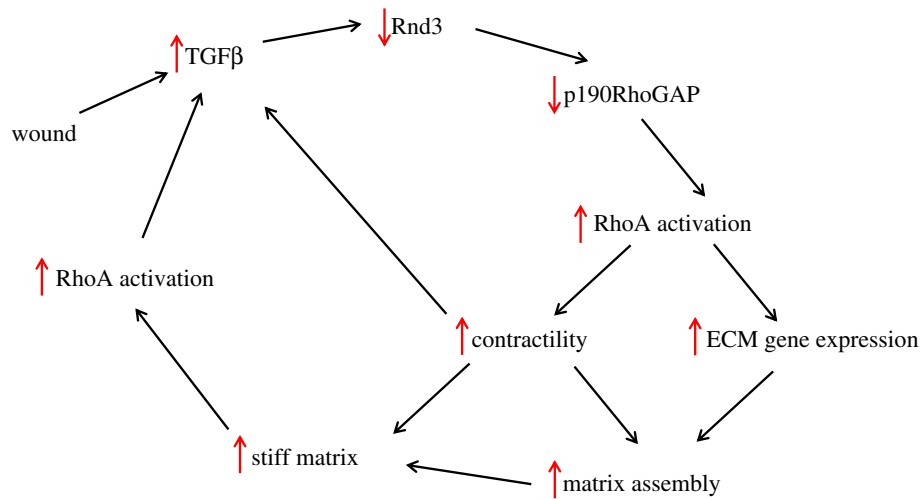 Rnd3
TGFβ
p190RhoGAP
wound
RhoA activation
RhoA activation
contractility
ECM gene expression
stiff matrix
matrix assembly